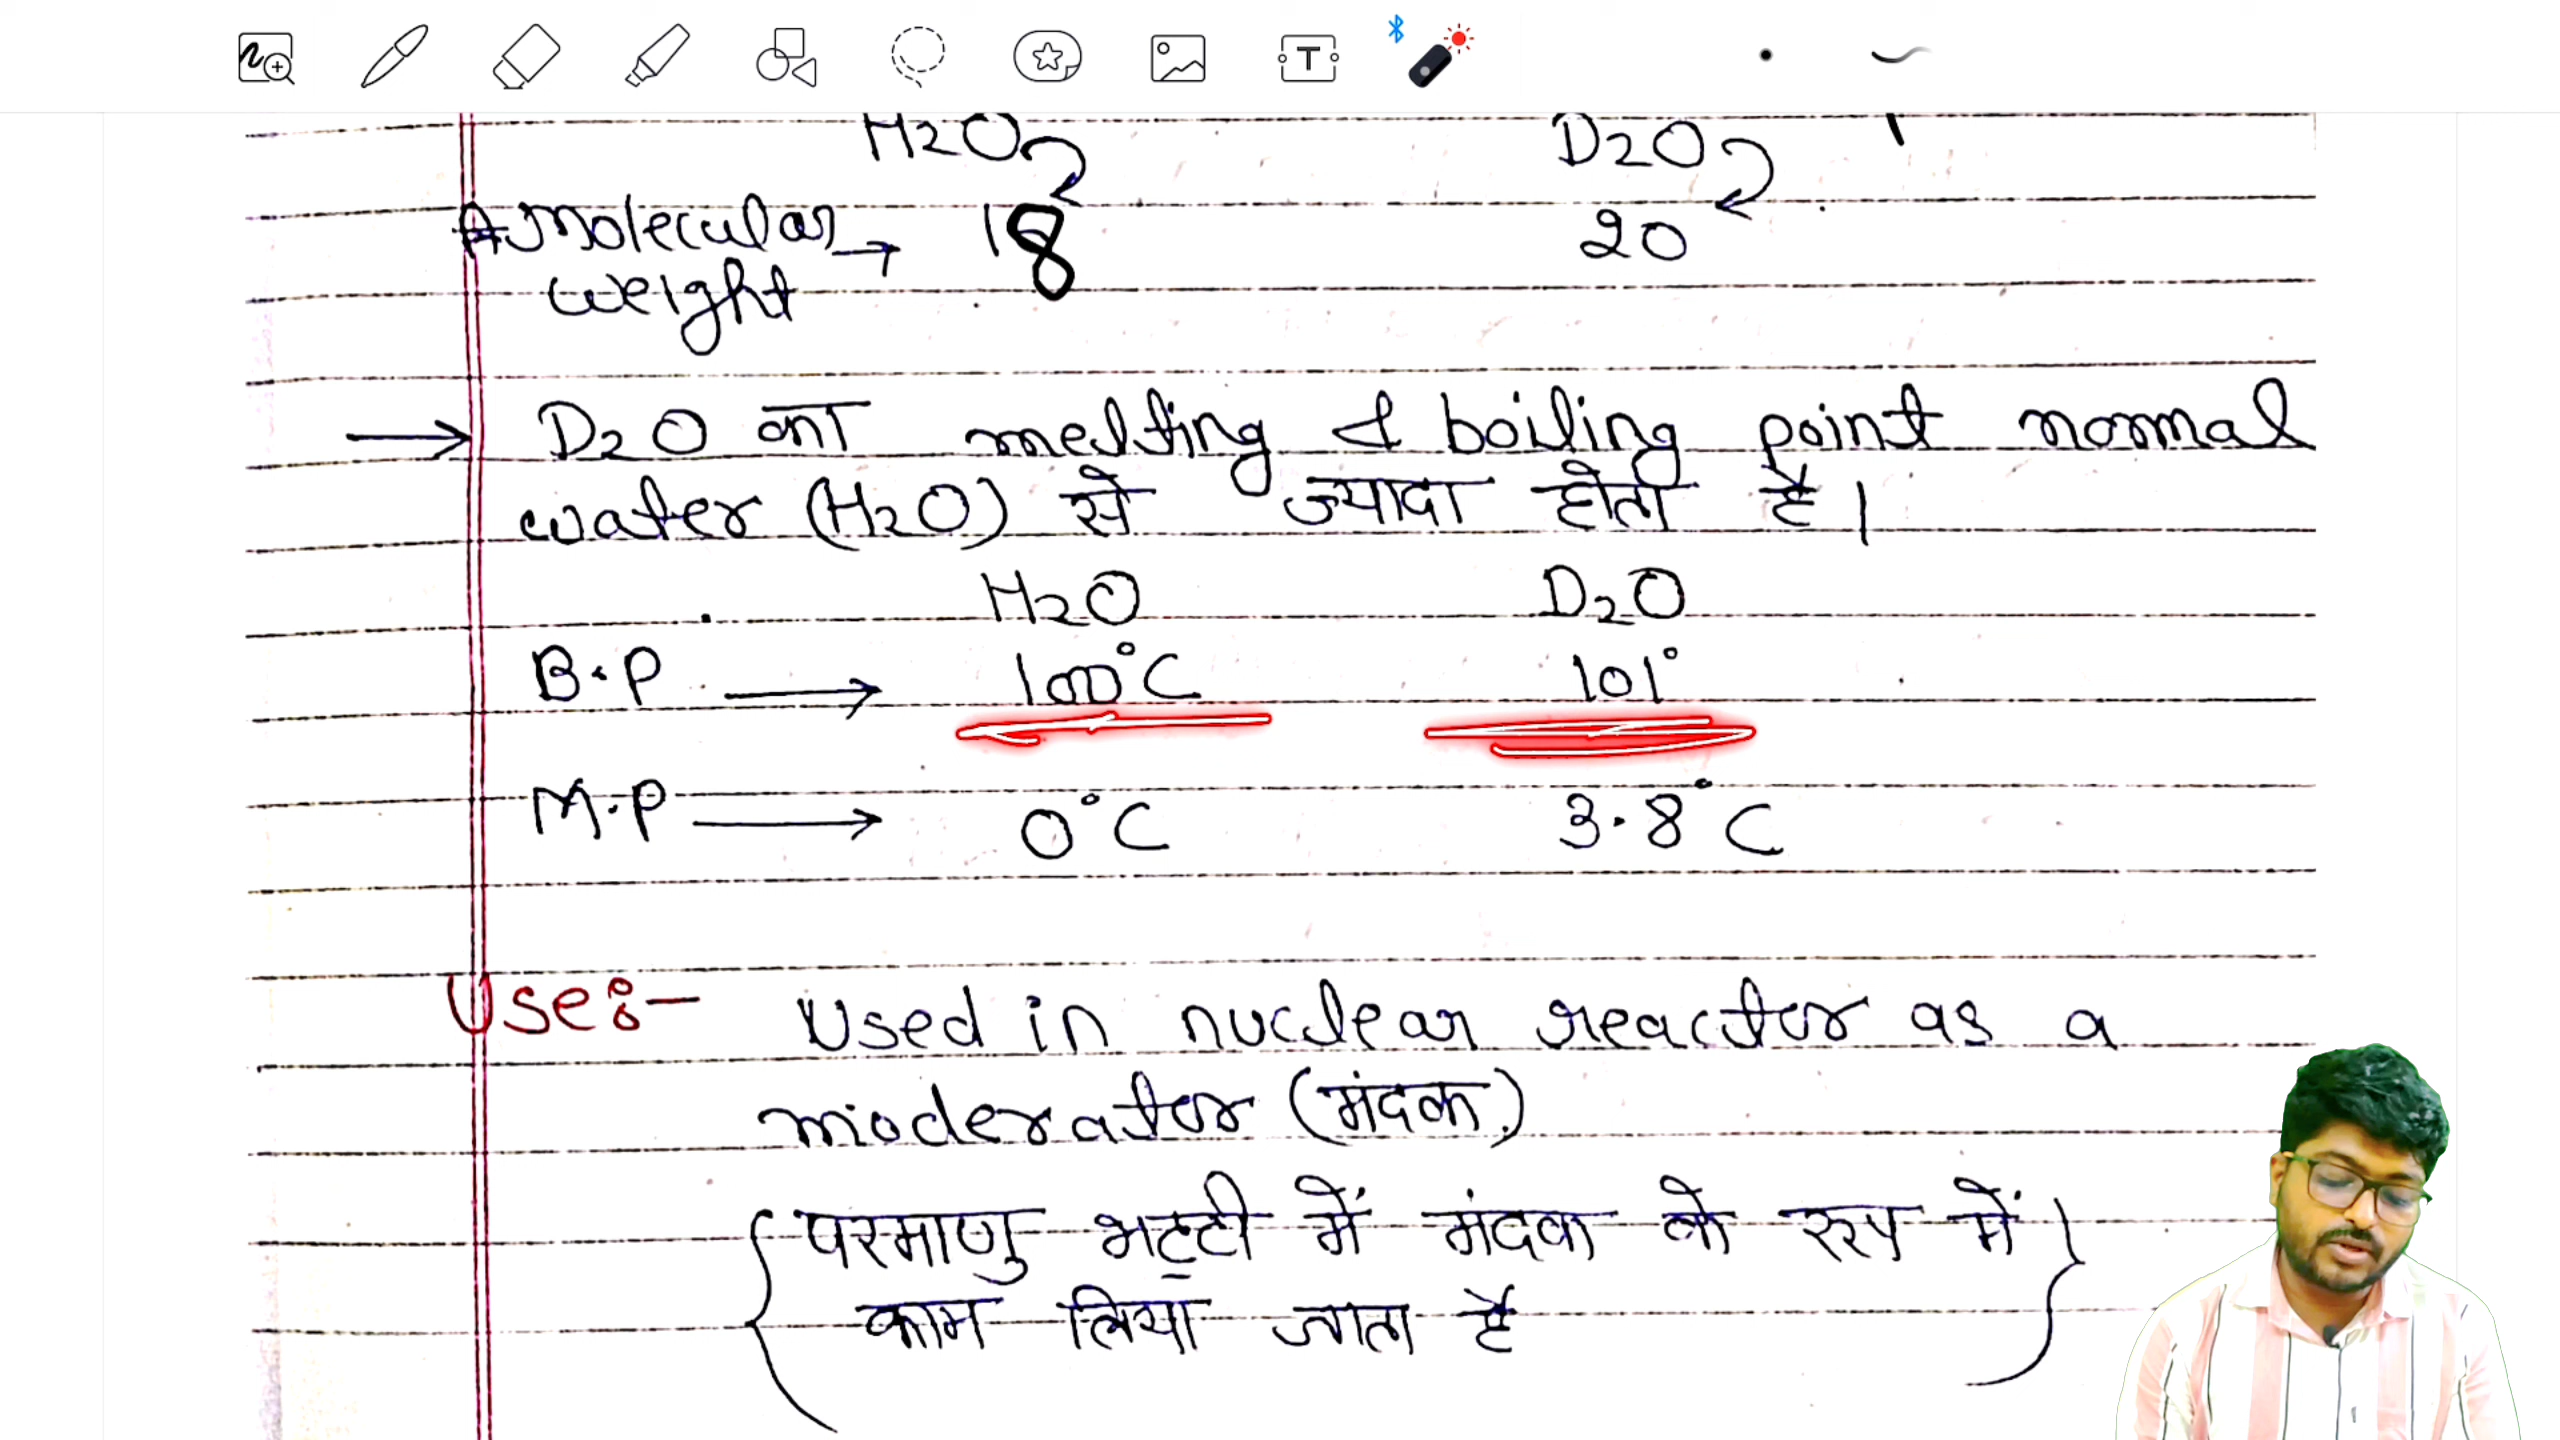 H2O D2O
Molecular → 18 20
weight
→ D2O का melting & boiling point normal
water (H2O) से ज्यादा होता है।
H2O D2O
B.P → 100°C 101°
M.P → 0°C 3.8°C
Use:- Used in nuclear reactor as a
moderator (मंदक)
{परमाणु भट्टी में मंदक के रूप में
काम लिया जाता है}